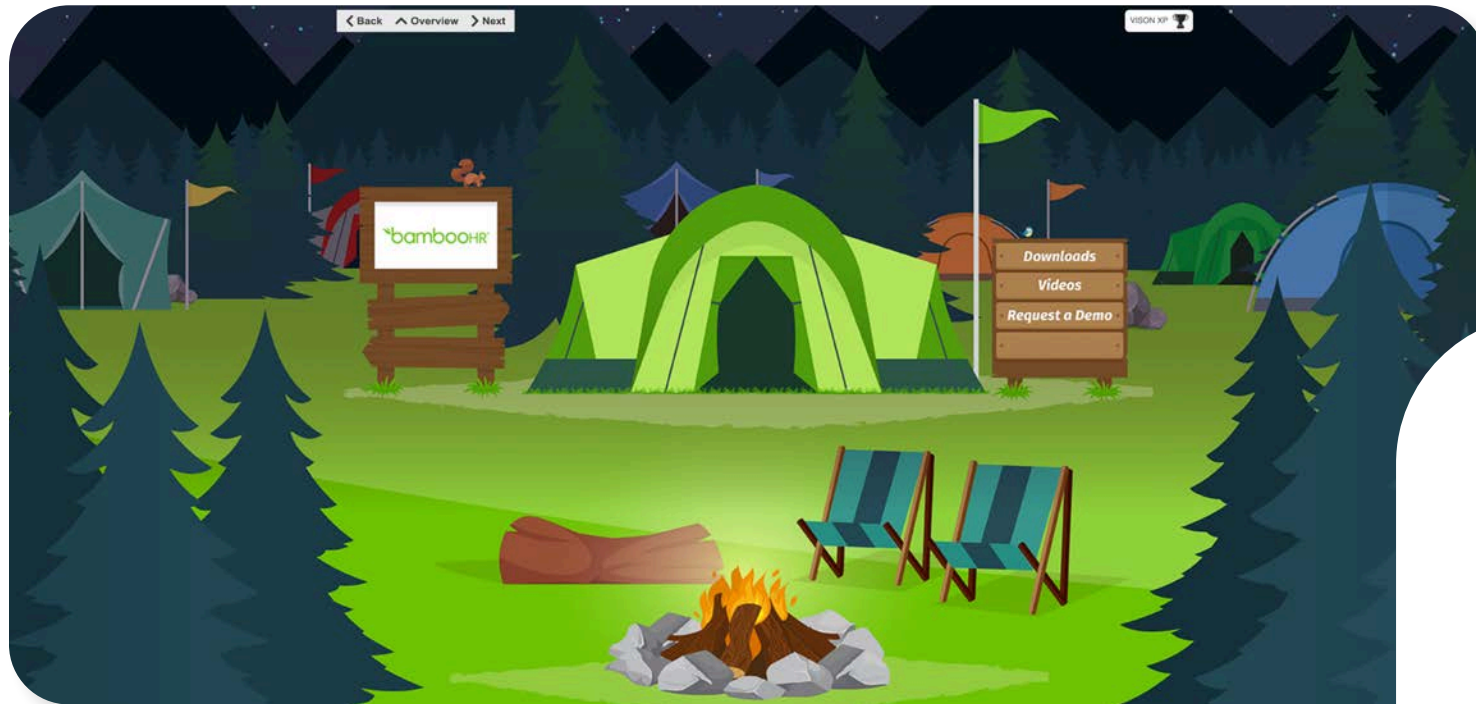 Back Overview Next
VISON XP
bambooHR
Downloads
Videos
Request a Demo